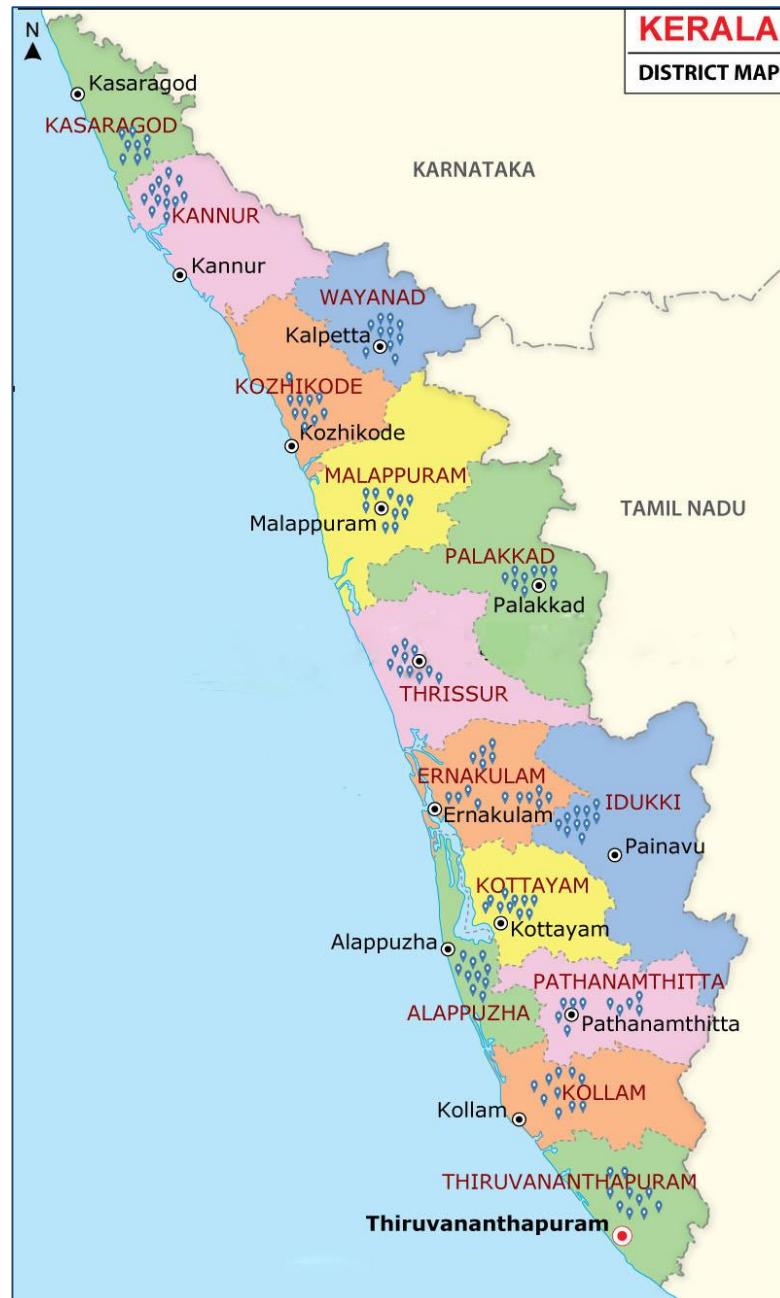 KERALA
DISTRICT MAP
N
Kasaragod
KASARAGOD
KARNATAKA
KANNUR
Kannur
WAYANAD
Kalpetta
KOZHIKODE
Kozhikode
MALAPPURAM
Malappuram
TAMIL NADU
PALAKKAD
Palakkad
THRISSUR
ERNAKULAM
IDUKKI
Ernakulam
Painavu
KOTTAYAM
Kottayam
Alappuzha
PATHANAMTHITTA
ALAPPUZHA
Pathanamthitta
KOLLAM
Kollam
THIRUVANANTHAPURAM
Thiruvananthapuram